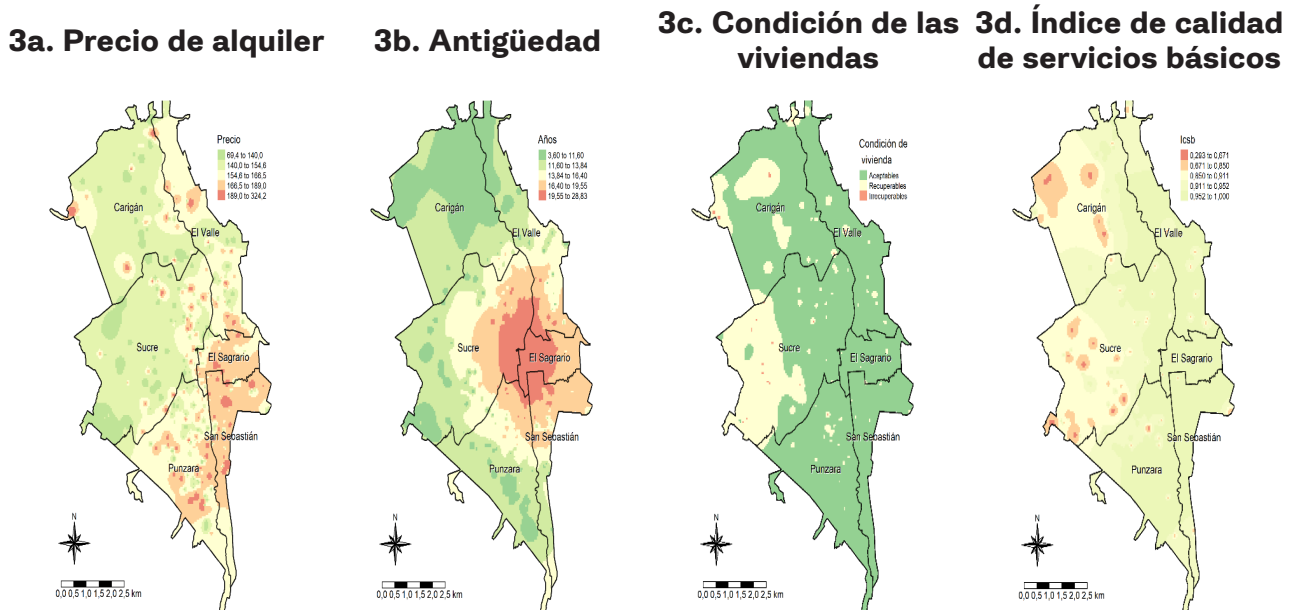 3a. Precio de alquiler
Precio
69,4 to 140,0
140,0 to 154,6
154,6 to 166,5
166,5 to 189,0
189,0 to 324,2
Carigán
El Valle
Sucre
El Sagrario
San Sebastián
Punzara
N
0,0 0,5 1,0 1,5 2,0 2,5 km
3b. Antigüedad
Años
3,60 to 11,60
11,60 to 13,84
13,84 to 16,40
16,40 to 19,55
19,55 to 28,83
Carigán
El Valle
Sucre
El Sagrario
San Sebastián
Punzara
N
0,0 0,5 1,0 1,5 2,0 2,5 km
3c. Condición de las
viviendas
Condición de
vivienda
Aceptables
Recuperables
Irrecuperables
Carigán
El Valle
Sucre
El Sagrario
San Sebastián
Punzara
N
0,0 0,5 1,0 1,5 2,0 2,5 km
3d. Índice de calidad
de servicios básicos
Icsb
0,293 to 0,671
0,671 to 0,850
0,850 to 0,911
0,911 to 0,952
0,952 to 1,000
Carigán
El Valle
Sucre
El Sagrario
San Sebastián
Punzara
N
0,0 0,5 1,0 1,5 2,0 2,5 km